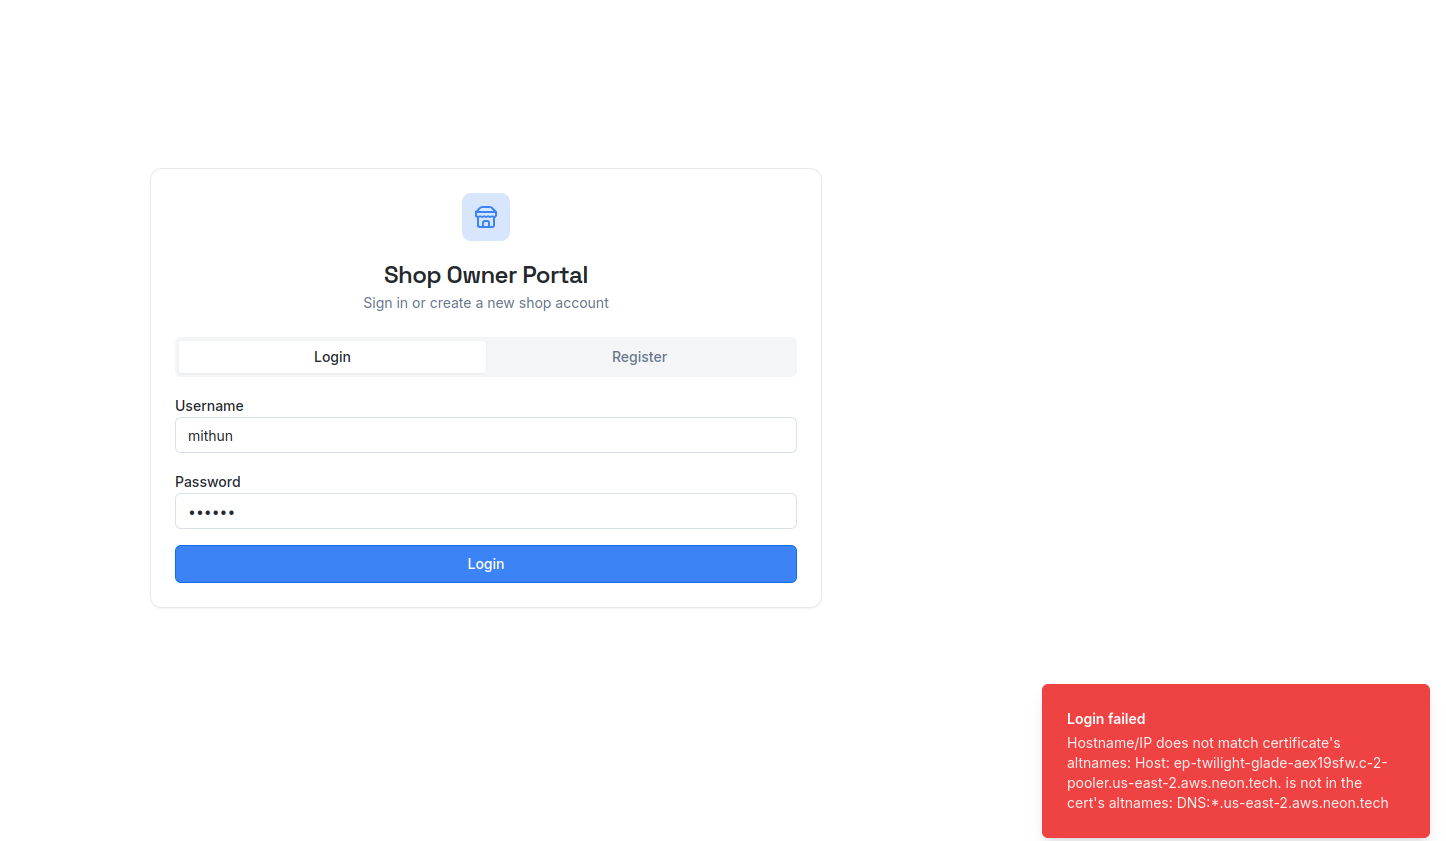 Shop Owner Portal
Sign in or create a new shop account
Login
Register
Username
mithun
Password
••••••
Login
Login failed
Hostname/IP does not match certificate's
altnames: Host: ep-twilight-glade-aex19sfw.c-2-
pooler.us-east-2.aws.neon.tech. is not in the
cert's altnames: DNS:*.us-east-2.aws.neon.tech